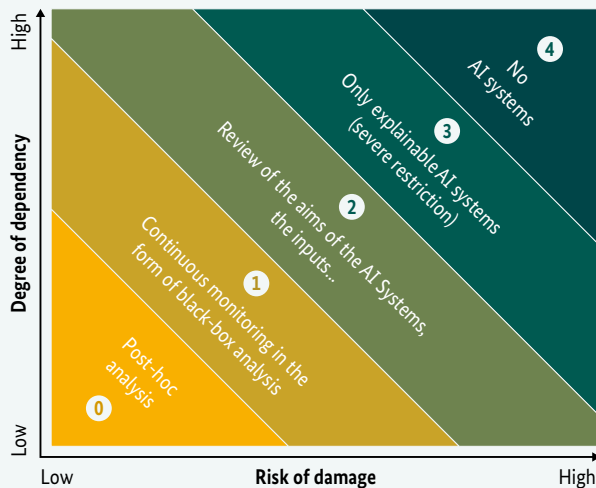 High
Degree of dependency
Low
4
No
AI systems
3
Only explainable AI systems
(severe restriction)
2
Review of the aims of the AI Systems,
the inputs...
1
Continuous monitoring in the
form of black-box analysis
0
Post-hoc
analysis
Low
Risk of damage
High